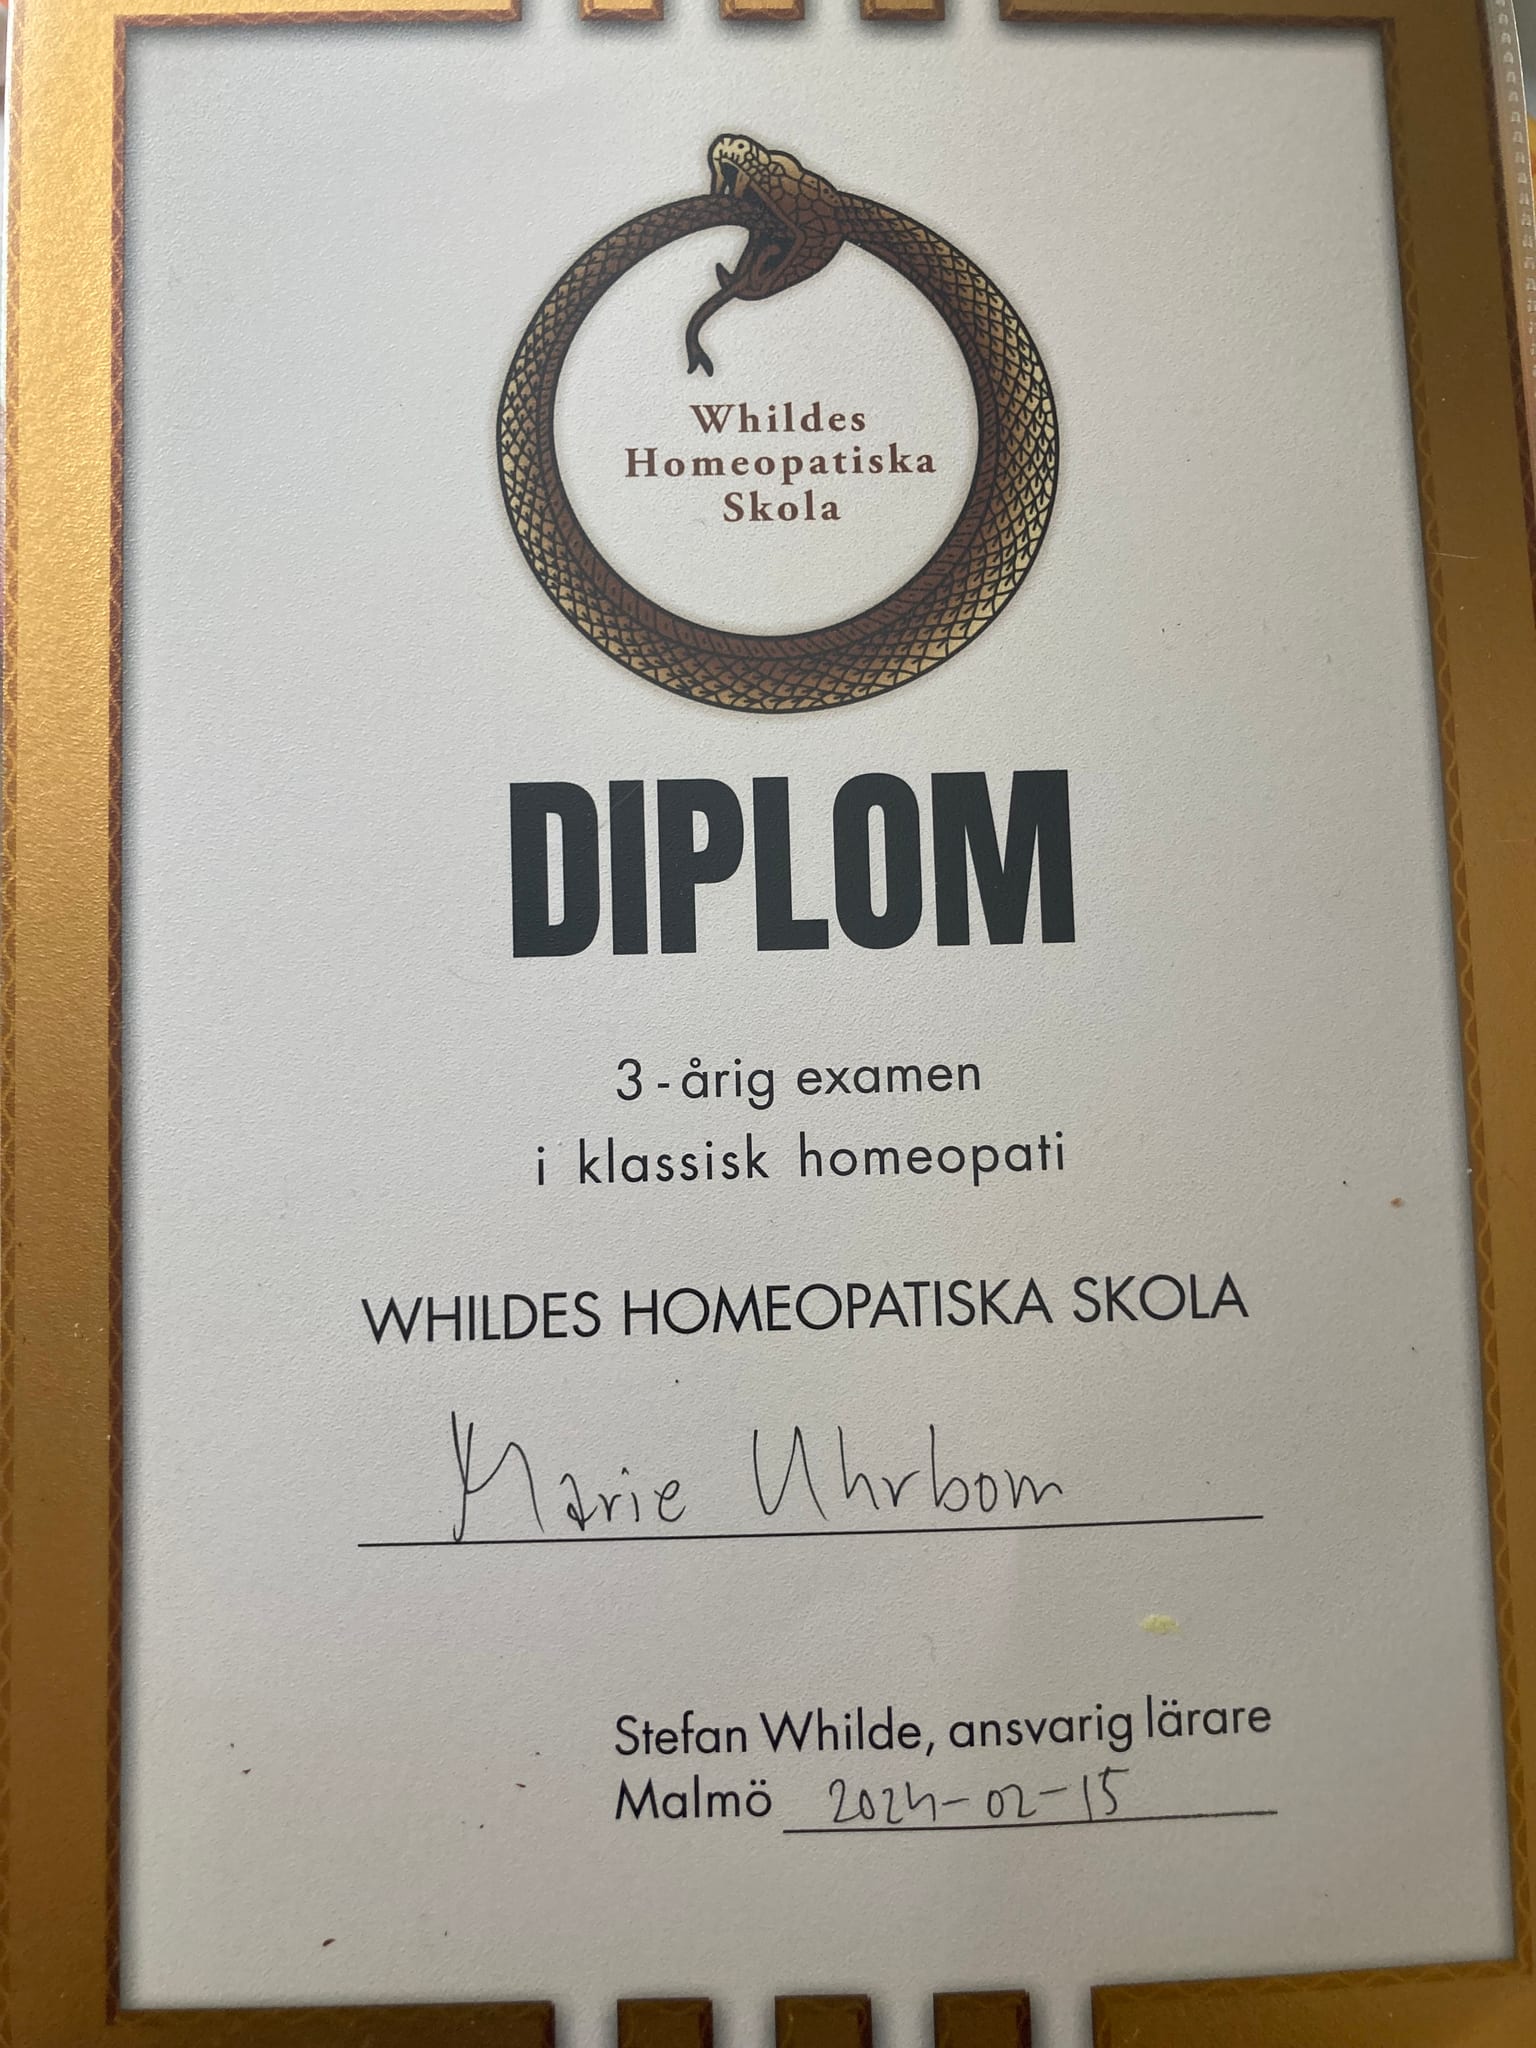 Whildes
Homeopatiska
Skola
DIPLOM
3-årig examen
i klassisk homeopati
WHILDES HOMEOPATISKA SKOLA
Marie Uhrbom
Stefan Whilde, ansvarig lärare
Malmö 2024-02-15